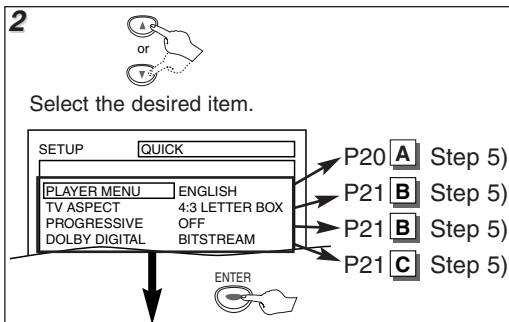 2
or
Select the desired item.
SETUP QUICK
PLAYER MENU ENGLISH
TV ASPECT 4:3 LETTER BOX
PROGRESSIVE OFF
DOLBY DIGITAL BITSTREAM
P20 A Step 5)
P21 B Step 5)
P21 B Step 5)
P21 C Step 5)
ENTER